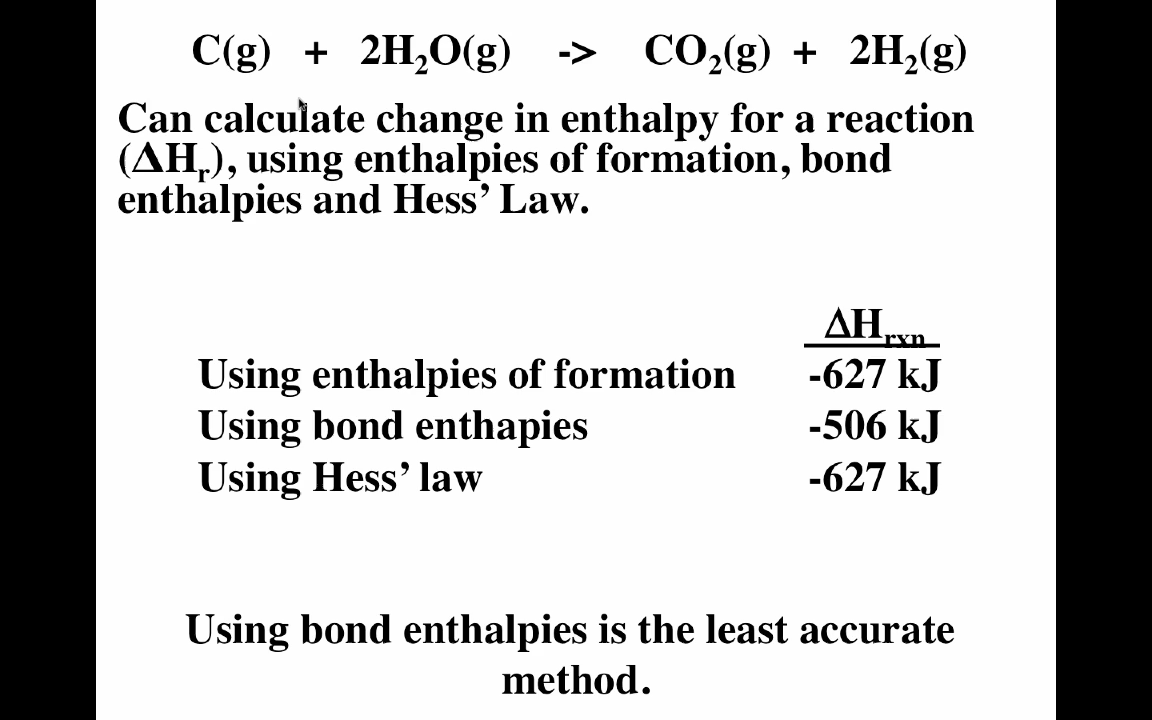 C(g) + 2H₂O(g) -> CO₂(g) + 2H₂(g)
Can calculate change in enthalpy for a reaction
(ΔHᵣ), using enthalpies of formation, bond
enthalpies and Hess’ Law.
ΔHrxn
Using enthalpies of formation -627 kJ
Using bond enthapies -506 kJ
Using Hess’ law -627 kJ
Using bond enthalpies is the least accurate
method.